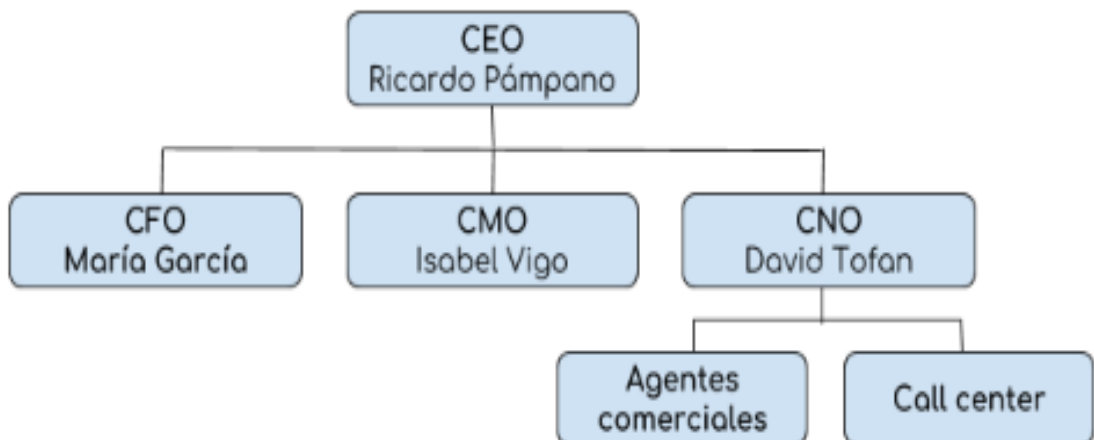 CEO
Ricardo Pámpano
CFO
María García
CMO
Isabel Vigo
CNO
David Tofan
Agentes
comerciales
Call center